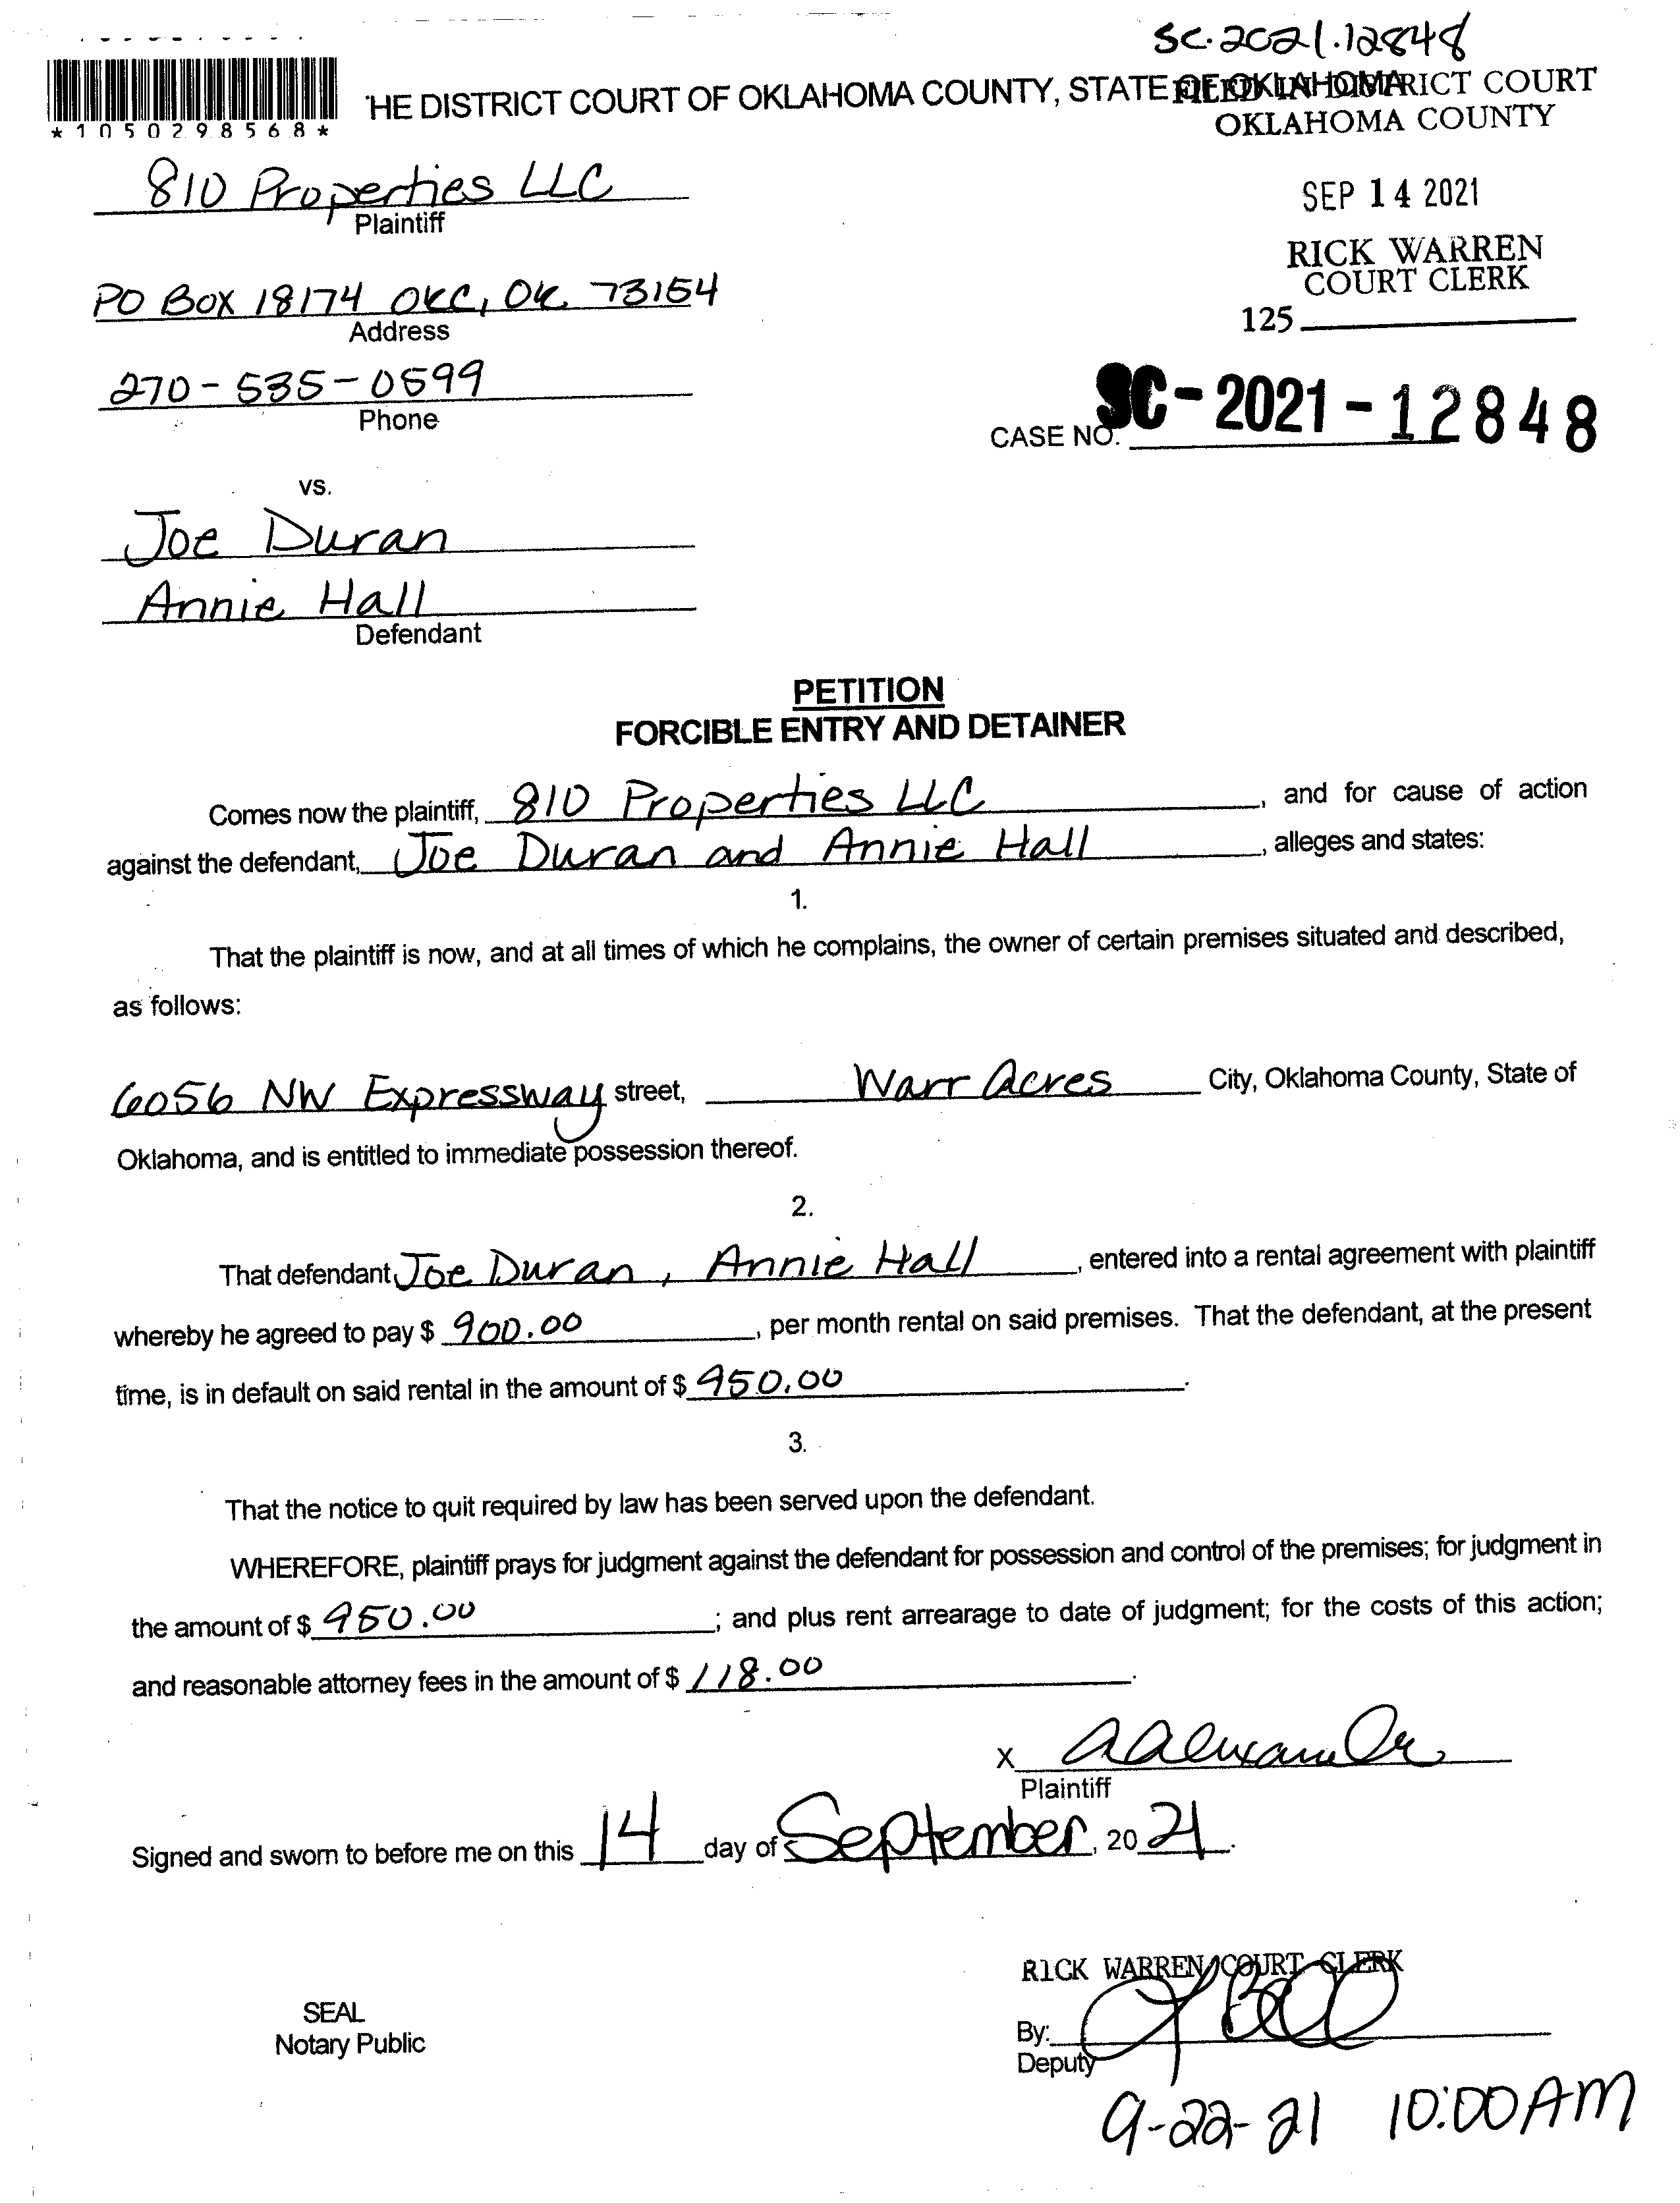 SC.2021.12848
*1050298568*
HE DISTRICT COURT OF OKLAHOMA COUNTY, STATE OF OKLAHOMA
FILED IN DISTRICT COURT
OKLAHOMA COUNTY
810 Properties LLC
Plaintiff
SEP 14 2021
RICK WARREN
COURT CLERK
125
PO Box 18174 OKC, OK 73154
Address
270-535-0599
Phone
CASE NO. SC-2021-12848
vs.
Joe Duran
Annie Hall
Defendant
PETITION
FORCIBLE ENTRY AND DETAINER
Comes now the plaintiff, 810 Properties LLC, and for cause of action
against the defendant, Joe Duran and Annie Hall, alleges and states:
1.
That the plaintiff is now, and at all times of which he complains, the owner of certain premises situated and described,
as follows:
6056 NW Expressway street, Warr Acres City, Oklahoma County, State of
Oklahoma, and is entitled to immediate possession thereof.
2.
That defendant Joe Duran, Annie Hall, entered into a rental agreement with plaintiff
whereby he agreed to pay $ 900.00, per month rental on said premises. That the defendant, at the present
time, is in default on said rental in the amount of $ 950.00.
3.
That the notice to quit required by law has been served upon the defendant.
WHEREFORE, plaintiff prays for judgment against the defendant for possession and control of the premises; for judgment in
the amount of $ 950.00; and plus rent arrearage to date of judgment; for the costs of this action;
and reasonable attorney fees in the amount of $ 118.00.
X
Plaintiff
Signed and sworn to before me on this 14 day of September, 2021.
RICK WARREN, COURT CLERK
SEAL
Notary Public
By:
Deputy
9-22-21 10:00AM